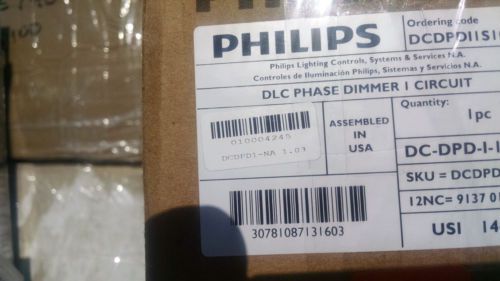 PHILIPS
Ordering code
DCDPD11S1
Philips Lighting Controls, Systems & Services N.A.
Controles de Iluminación Philips, Sistemas y Servicios N.A.
DLC PHASE DIMMER 1 CIRCUIT
010004245
DCDPD1-NA 1.03
ASSEMBLED
IN
USA
Quantity:
1pc
DC-DPD-1-1
SKU = DCDPD
12NC= 9137 01
30781087131603
US1 14